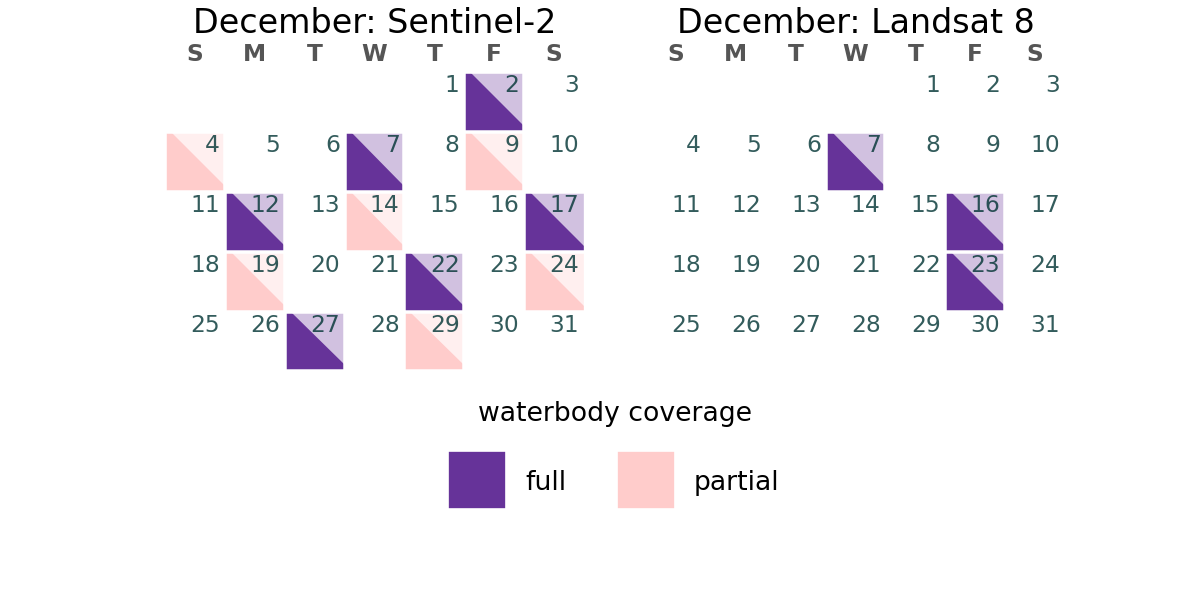 December: Sentinel-2
S M T W T F S
1 2 3
4 5 6 7 8 9 10
11 12 13 14 15 16 17
18 19 20 21 22 23 24
25 26 27 28 29 30 31
December: Landsat 8
S M T W T F S
1 2 3
4 5 6 7 8 9 10
11 12 13 14 15 16 17
18 19 20 21 22 23 24
25 26 27 28 29 30 31
waterbody coverage
full
partial